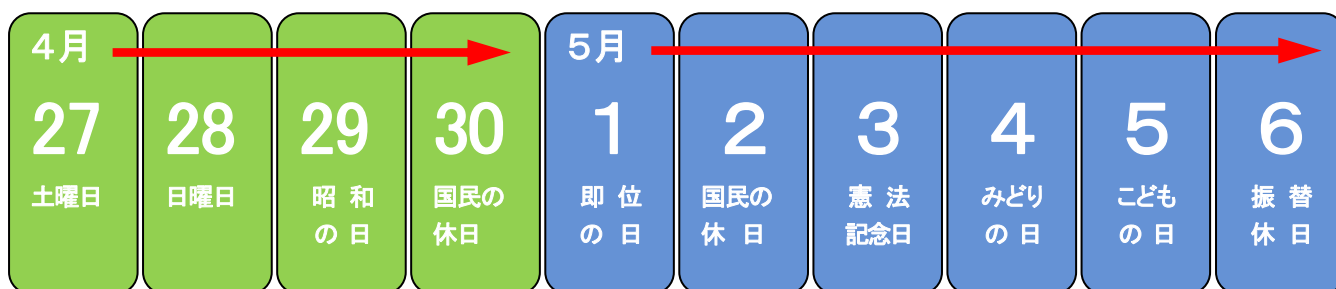 4月
27
土曜日
28
日曜日
29
昭 和
の 日
30
国民の
休日
5月
1
即 位
の 日
2
国民の
休 日
3
憲 法
記念日
4
みどり
の 日
5
こども
の 日
6
振 替
休 日